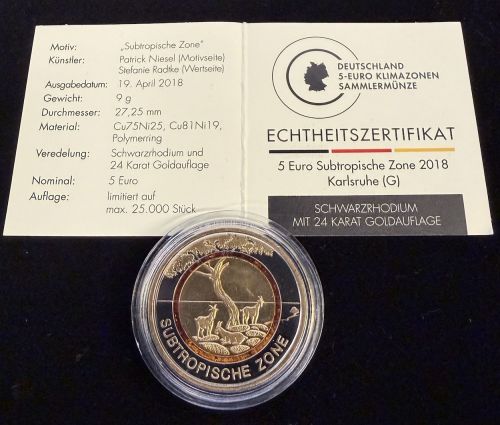 Motiv: „Subtropische Zone"
Künstler: Patrick Niesel (Motivseite)
Stefanie Radtke (Wertseite)
Ausgabedatum: 19. April 2018
Gewicht: 9 g
Durchmesser: 27,25 mm
Material: Cu75Ni25, Cu81Ni19,
Polymerring
Veredelung: Schwarzrhodium und
24 Karat Goldauflage
Nominal: 5 Euro
Auflage: limitiert auf
max. 25.000 Stück
DEUTSCHLAND
5-EURO KLIMAZONEN
SAMMLERMÜNZE
ECHTHEITSZERTIFIKAT
5 Euro Subtropische Zone 2018
Karlsruhe (G)
SCHWARZRHODIUM
MIT 24 KARAT GOLDAUFLAGE
SUBTROPISCHE ZONE